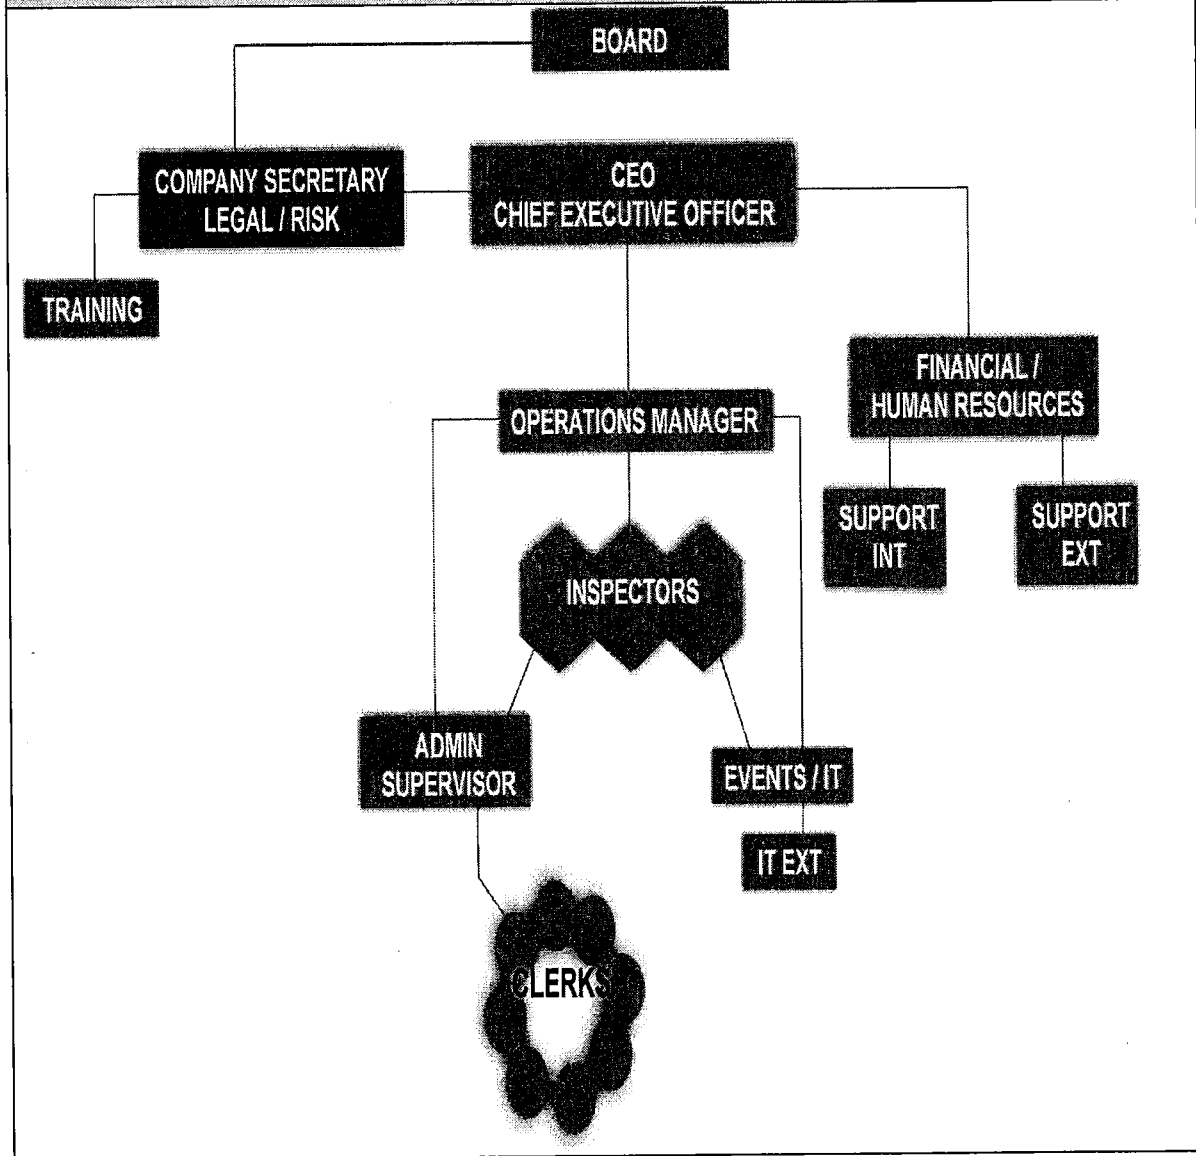 BOARD
COMPANY SECRETARY
LEGAL / RISK
CEO
CHIEF EXECUTIVE OFFICER
TRAINING
FINANCIAL /
HUMAN RESOURCES
OPERATIONS MANAGER
SUPPORT
INT
SUPPORT
EXT
INSPECTORS
ADMIN
SUPERVISOR
EVENTS / IT
IT EXT
CLERKS